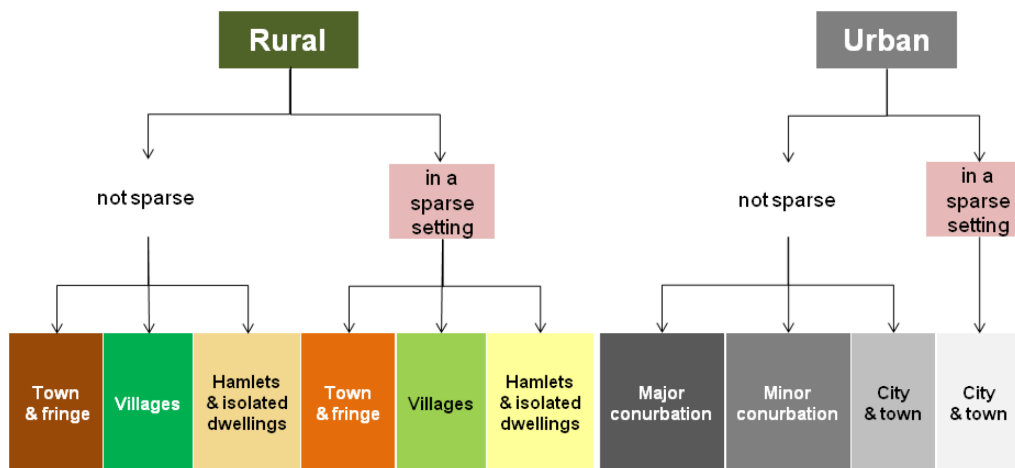 Rural
Urban
not sparse
in a
sparse
setting
not sparse
in a
sparse
setting
Town
& fringe
Villages
Hamlets
& isolated
dwellings
Town
& fringe
Villages
Hamlets
& isolated
dwellings
Major
conurbation
Minor
conurbation
City
& town
City
& town